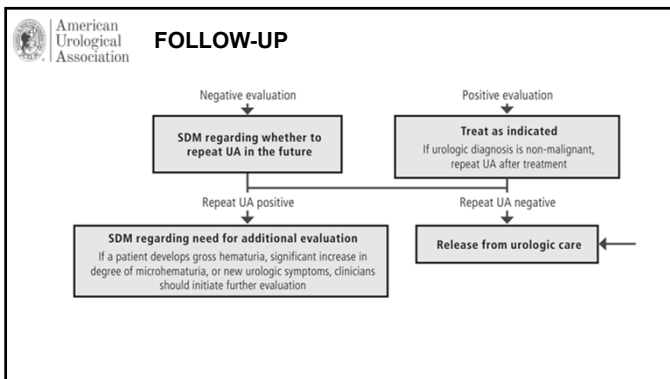 American
Urological
Association
FOLLOW-UP
Negative evaluation
Positive evaluation
SDM regarding whether to
repeat UA in the future
Treat as indicated
If urologic diagnosis is non-malignant,
repeat UA after treatment
Repeat UA positive
Repeat UA negative
SDM regarding need for additional evaluation
If a patient develops gross hematuria, significant increase in
degree of microhematuria, or new urologic symptoms, clinicians
should initiate further evaluation
Release from urologic care